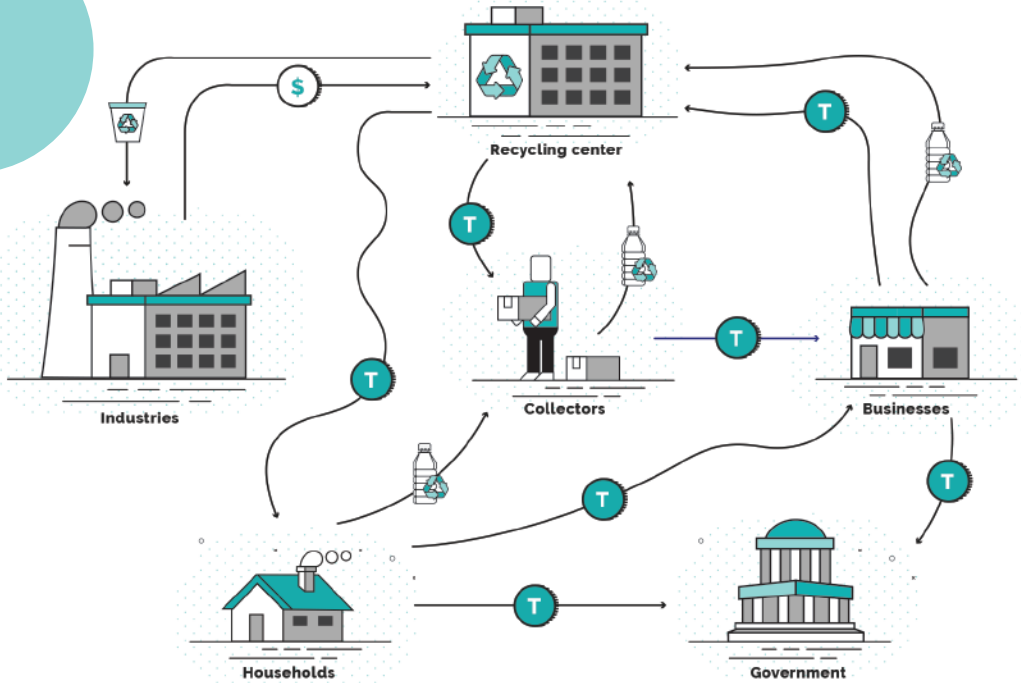 $
T
Recycling center
T
T
Industries
T
Collectors
Businesses
T
T
T
T
Households
Government